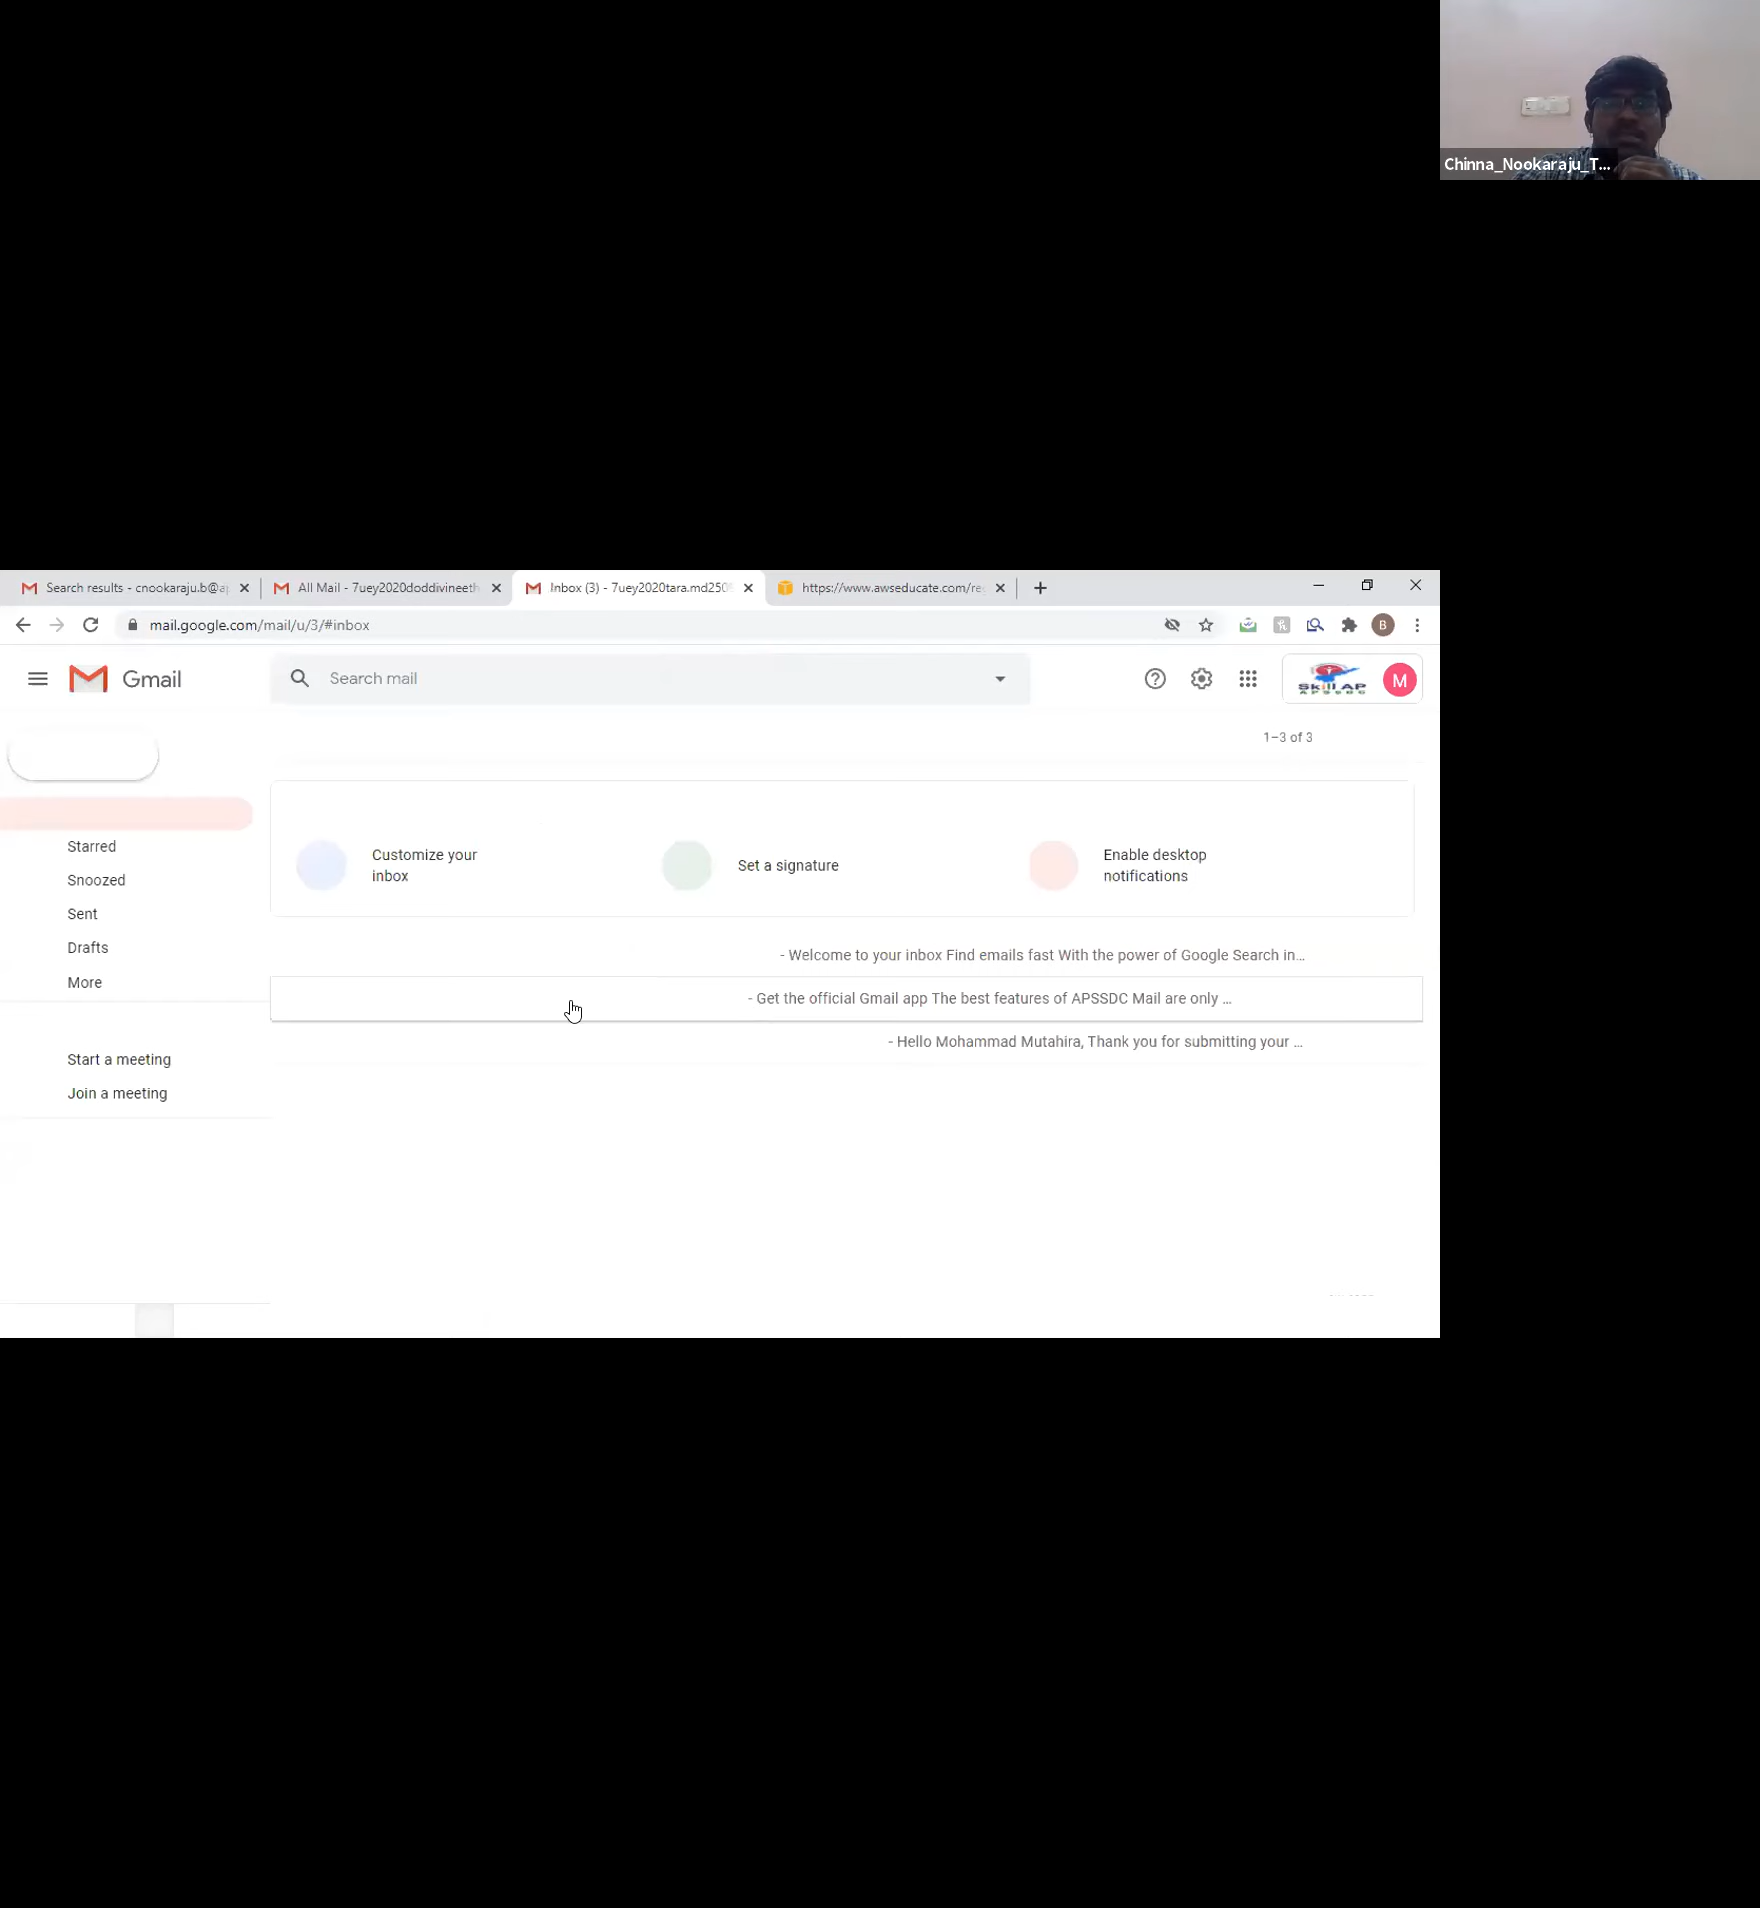 Chinna_Nookaraju_T...
Search results - cnookaraju.b@a
All Mail - 7uey2020doddivineeth
Inbox (3) - 7uey2020tara.md250
https://www.awseducate.com/re
mail.google.com/mail/u/3/#inbox
B
Gmail
Search mail
Skill AP
APSSDC
M
1–3 of 3
Customize your
inbox
Set a signature
Enable desktop
notifications
Starred
Snoozed
Sent
Drafts
More
- Welcome to your inbox Find emails fast With the power of Google Search in...
- Get the official Gmail app The best features of APSSDC Mail are only ...
- Hello Mohammad Mutahira, Thank you for submitting your ...
Start a meeting
Join a meeting